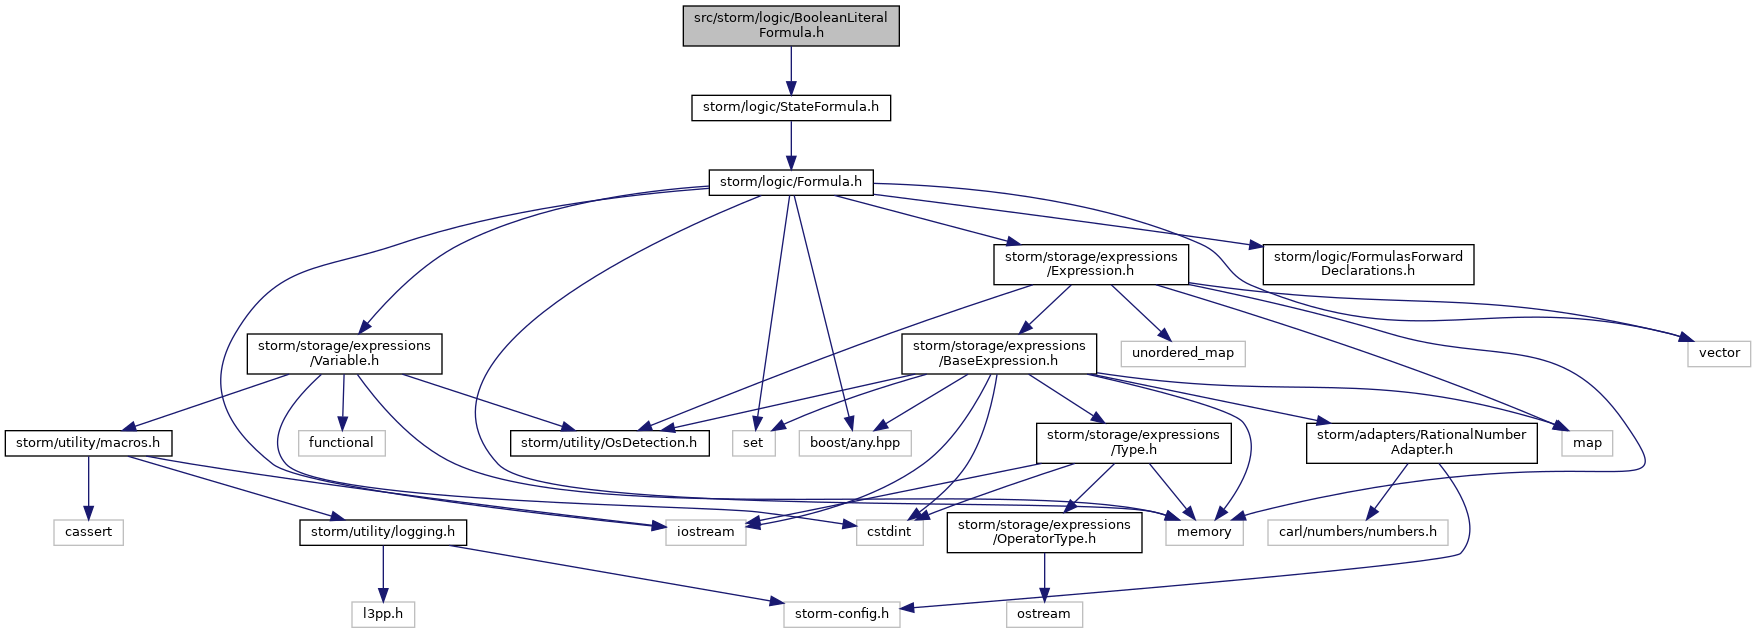 src/storm/logic/BooleanLiteral
Formula.h
storm/logic/StateFormula.h
storm/logic/Formula.h
storm/storage/expressions
/Expression.h
storm/logic/FormulasForward
Declarations.h
storm/storage/expressions
/Variable.h
storm/storage/expressions
/BaseExpression.h
unordered_map
vector
storm/utility/macros.h
functional
storm/utility/OsDetection.h
set
boost/any.hpp
storm/storage/expressions
/Type.h
storm/adapters/RationalNumber
Adapter.h
map
cassert
storm/utility/logging.h
iostream
cstdint
storm/storage/expressions
/OperatorType.h
memory
carl/numbers/numbers.h
l3pp.h
storm-config.h
ostream